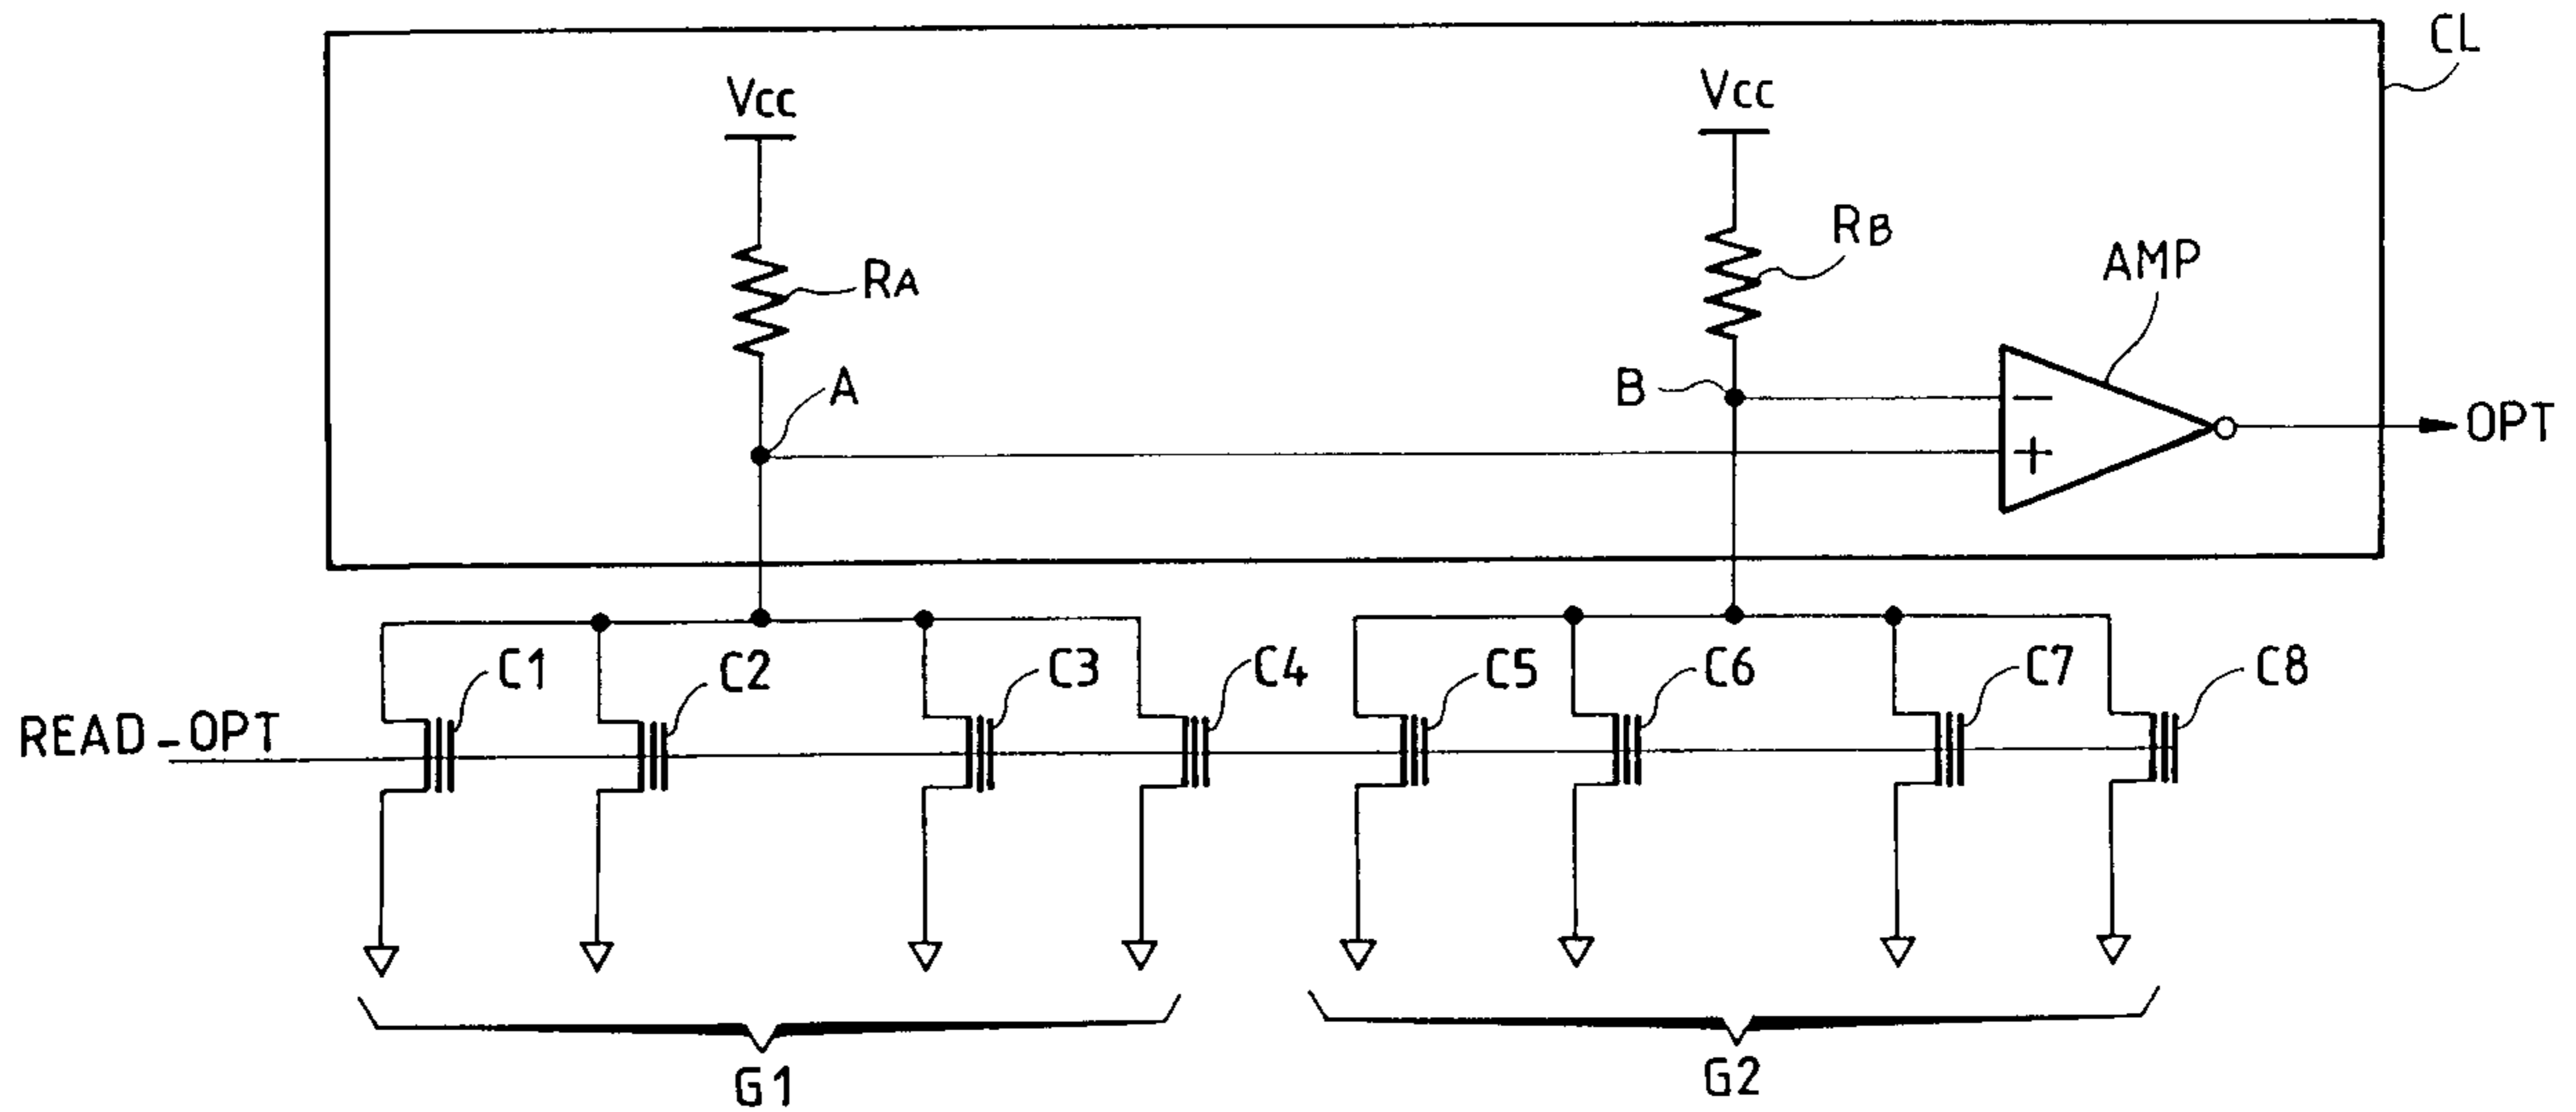 CL
Vcc
Vcc
RA
RB
AMP
A
B
−
+
OPT
READ-OPT
C1
C2
C3
C4
C5
C6
C7
C8
G1
G2